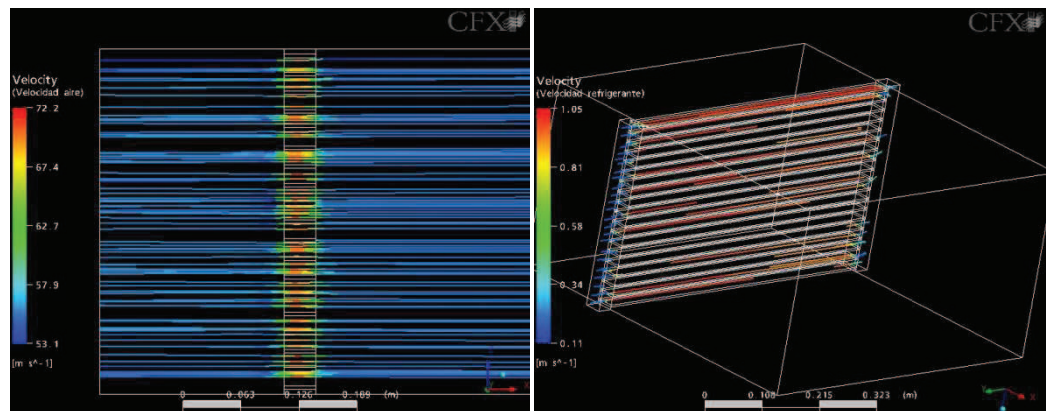 CFX
Velocity
(Velocidad aire)
72.2
67.4
62.7
57.9
53.1
[m s^-1]
0 0.063 0.126 0.189 (m)
X
CFX
Velocity
(Velocidad refrigerante)
1.05
0.81
0.58
0.34
0.11
[m s^-1]
0 0.108 0.215 0.323 (m)
X